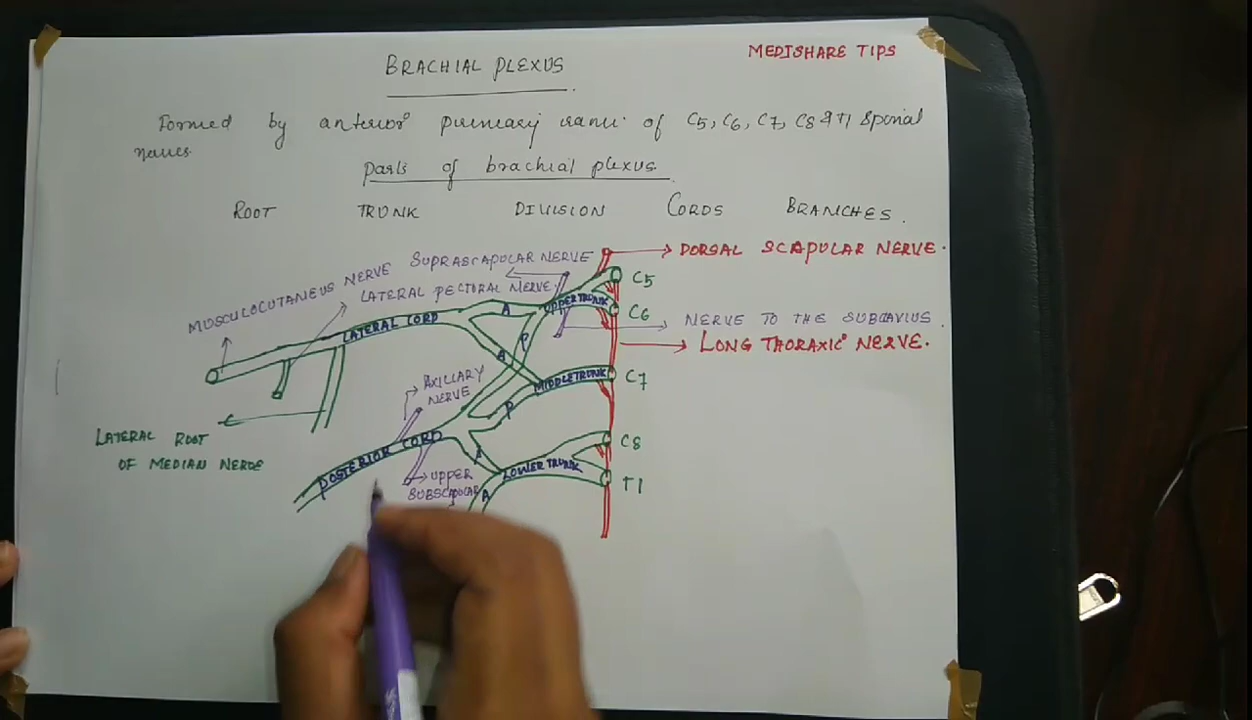 BRACHIAL PLEXUS
MEDISHARE TIPS
Formed by anterior primary rami of C5, C6, C7, C8 & T1 Spinal
nerves
parts of brachial plexus
ROOT TRUNK DIVISION CORDS BRANCHES.
SUPRASCAPULAR NERVE
DORSAL SCAPULAR NERVE.
MUSCULOCUTANEUS NERVE
LATERAL PECTORAL NERVE
C5
UPPER TRUNK
A
LATERAL CORD
C6
NERVE TO THE SUBCLAVIUS.
LONG THORAXIC NERVE.
P
A
MIDDLE TRUNK
C7
AXILLARY
NERVE
P
LATERAL ROOT
OF MEDIAN NERVE
POSTERIOR CORD
C8
A
LOWER TRUNK
UPPER
SUBSCAPULAR
A
T1